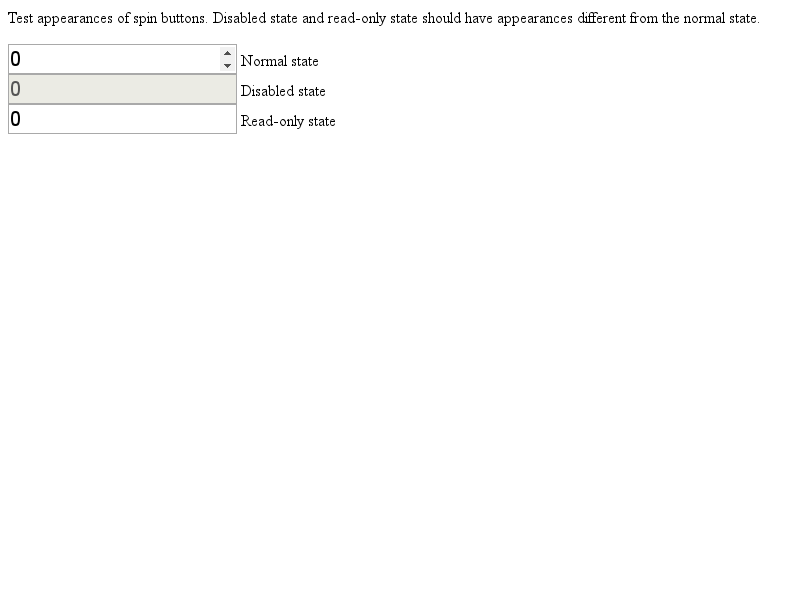 Test appearances of spin buttons. Disabled state and read-only state should have appearances different from the normal state.
0 Normal state
0 Disabled state
0 Read-only state